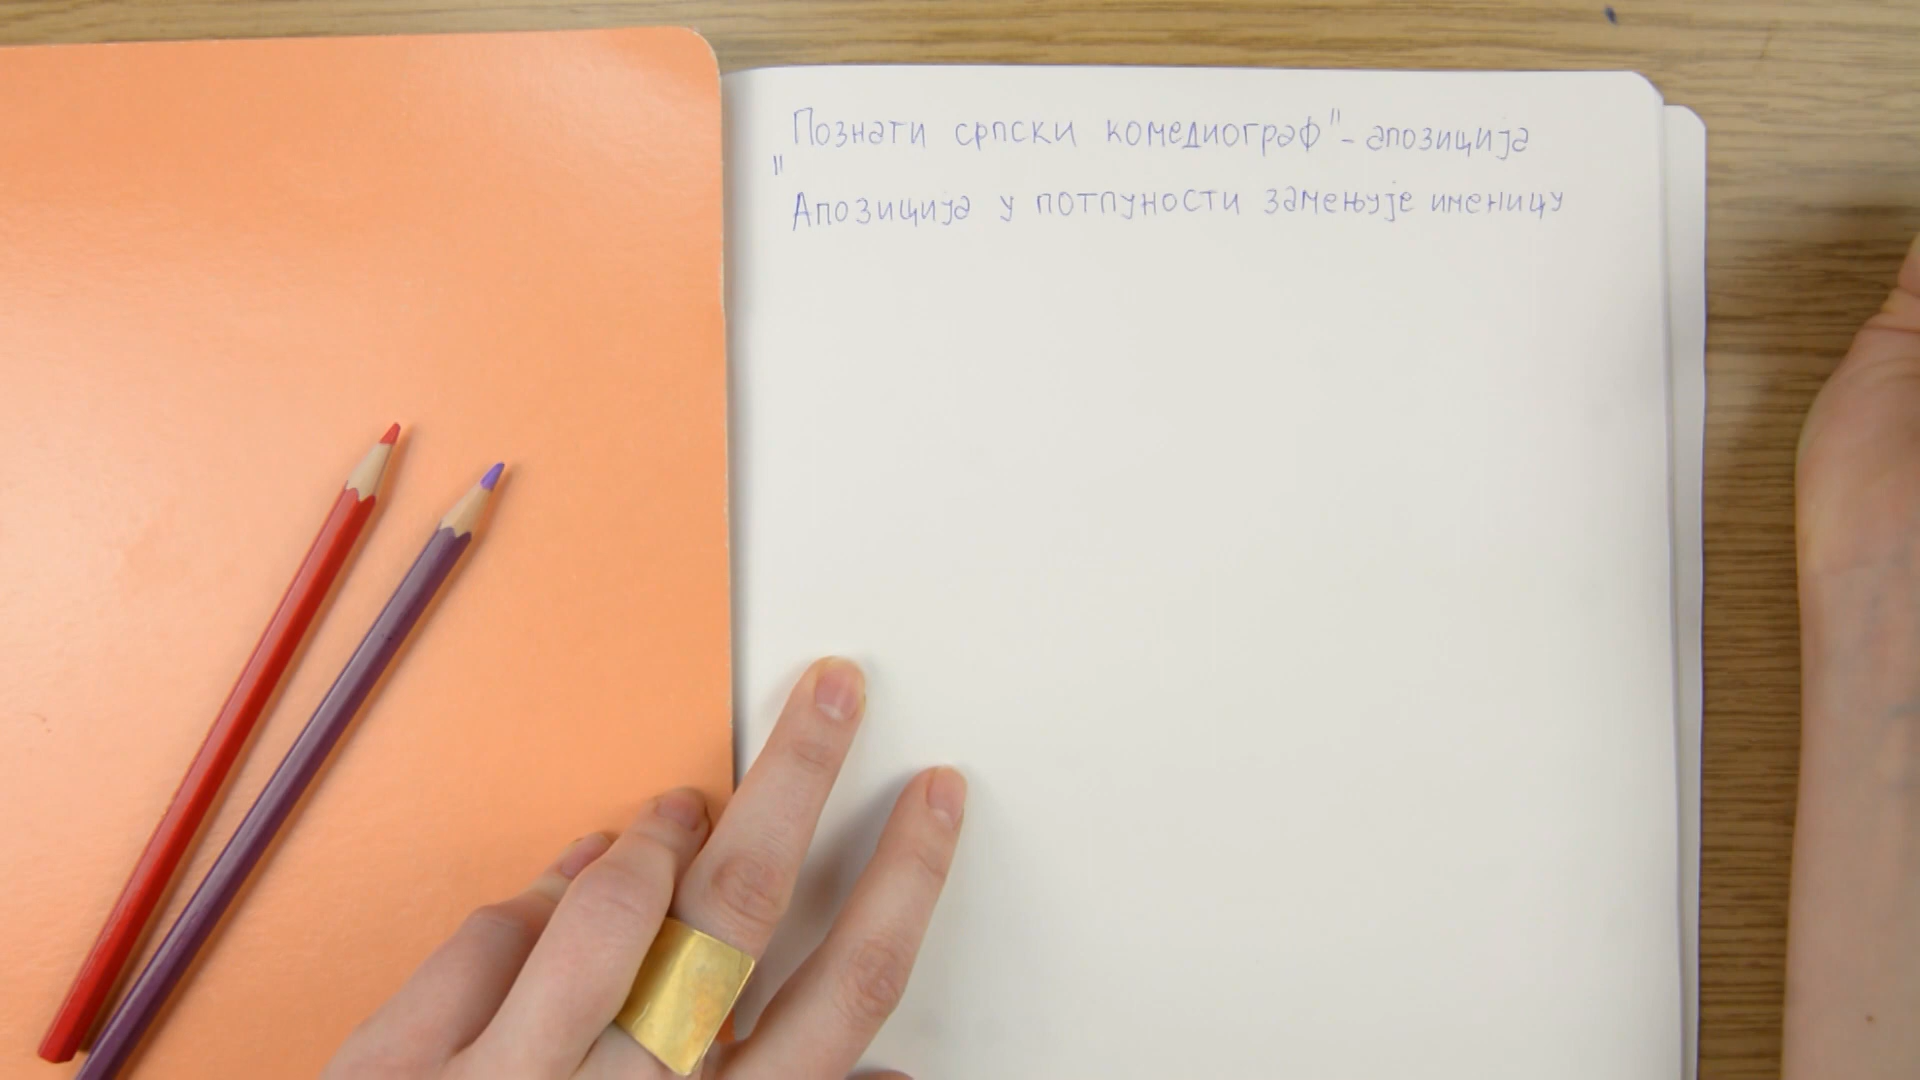 „Познати српски комедиограф" - апозиција
Апозиција у потпуности замењује именицу